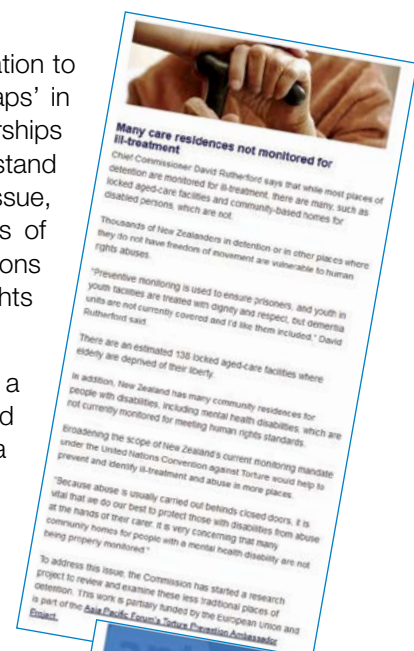 ation to
aps’ in
rships
stand
ssue,
s of
ions
hts
a
d
a
Many care residences not monitored for
ill-treatment
Chief Commissioner David Rutherford says that while most places of
detention are monitored for ill-treatment, there are many, such as
locked aged-care facilities and community-based homes for
disabled persons, which are not.
Thousands of New Zealanders in detention or in other places where
they do not have freedom of movement are vulnerable to human
rights abuses.
“Preventive monitoring is used to ensure prisoners, and youth in
youth facilities are treated with dignity and respect, but dementia
units are not currently covered and I'd like them included,” David
Rutherford said.
There are an estimated 138 locked aged-care facilities where
elderly are deprived of their liberty.
In addition, New Zealand has many community residences for
people with disabilities, including mental health disabilities, which are
not currently monitored for meeting human rights standards.
Broadening the scope of New Zealand's current monitoring mandate
under the United Nations Convention against Torture would help to
prevent and identify ill-treatment and abuse in more places.
“Because abuse is usually carried out behinds closed doors, it is
vital that we do our best to protect those with disabilities from abuse
at the hands of their carer. It is very concerning that many
community homes for people with a mental health disability are not
being properly monitored.”
To address this issue, the Commission has started a research
project to review and examine these less traditional places of
detention. This work is partially funded by the European Union and
is part of the Asia Pacific Forum's Torture Prevention Ambassador
Project.